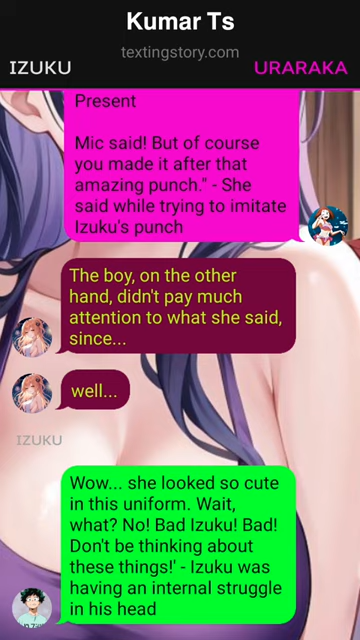 Kumar Ts
textingstory.com
IZUKU
URARAKA
Present
Mic said! But of course
you made it after that
amazing punch." - She
said while trying to imitate
Izuku's punch
The boy, on the other
hand, didn't pay much
attention to what she said,
since...
well...
IZUKU
Wow... she looked so cute
in this uniform. Wait,
what? No! Bad Izuku! Bad!
Don't be thinking about
these things!' - Izuku was
having an internal struggle
in his head